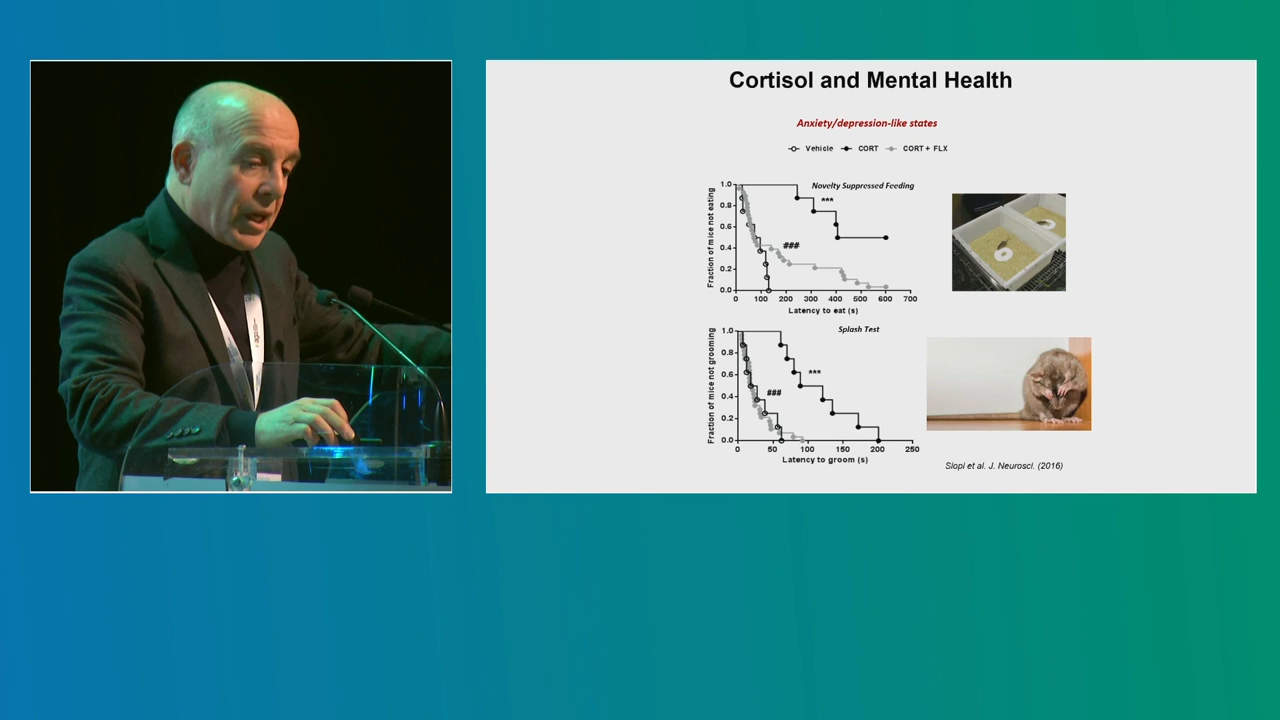 Cortisol and Mental Health
Anxiety/depression-like states
Vehicle CORT CORT + FLX
Novelty Suppressed Feeding
Fraction of mice not eating
1.0
0.8
0.6
0.4
0.2
0.0
***
###
0 100 200 300 400 500 600 700
Latency to eat (s)
Splash Test
Fraction of mice not grooming
1.0
0.8
0.6
0.4
0.2
0.0
***
###
0 50 100 150 200 250
Latency to groom (s)
Slopi et al. J. Neurosci. (2016)